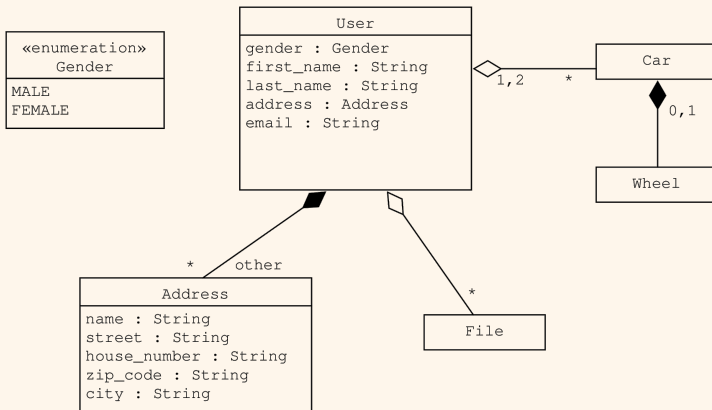 «enumeration»
Gender
MALE
FEMALE
User
gender : Gender
first_name : String
last_name : String
address : Address
email : String
1,2
*
Car
0,1
Wheel
*
other
Address
name : String
street : String
house_number : String
zip_code : String
city : String
*
File